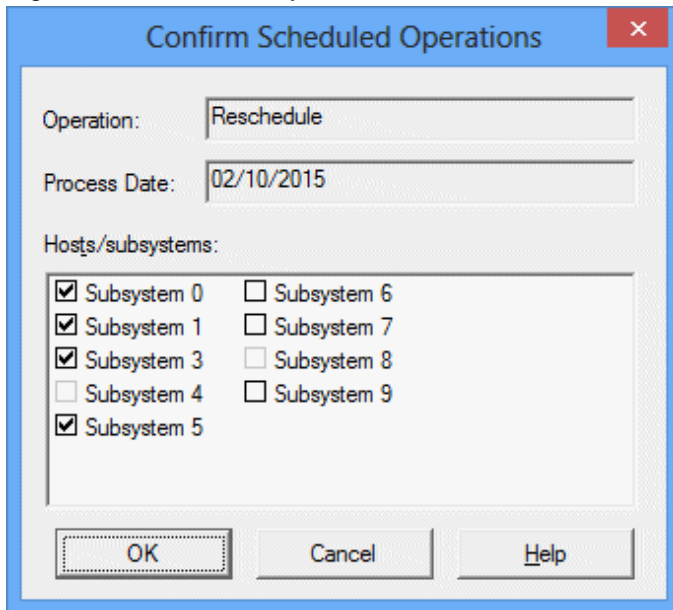 Confirm Scheduled Operations
Operation: Reschedule
Process Date: 02/10/2015
Hosts/subsystems:
Subsystem 0 Subsystem 6
Subsystem 1 Subsystem 7
Subsystem 3 Subsystem 8
Subsystem 4 Subsystem 9
Subsystem 5
OK Cancel Help